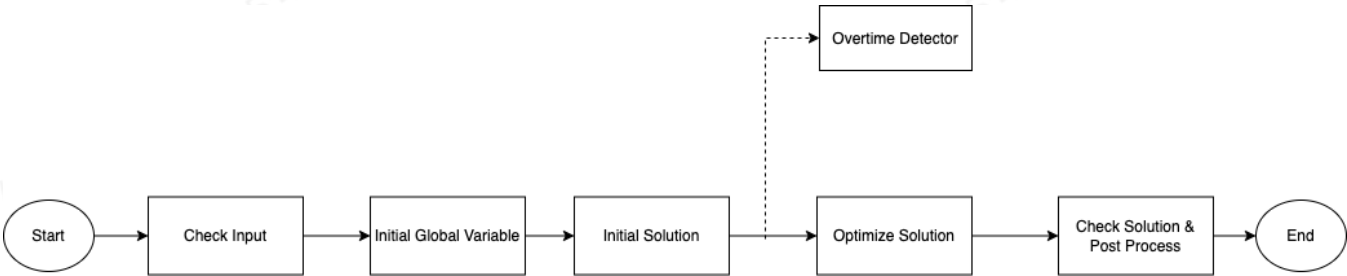 Overtime Detector
Start
Check Input
Initial Global Variable
Initial Solution
Optimize Solution
Check Solution &
Post Process
End